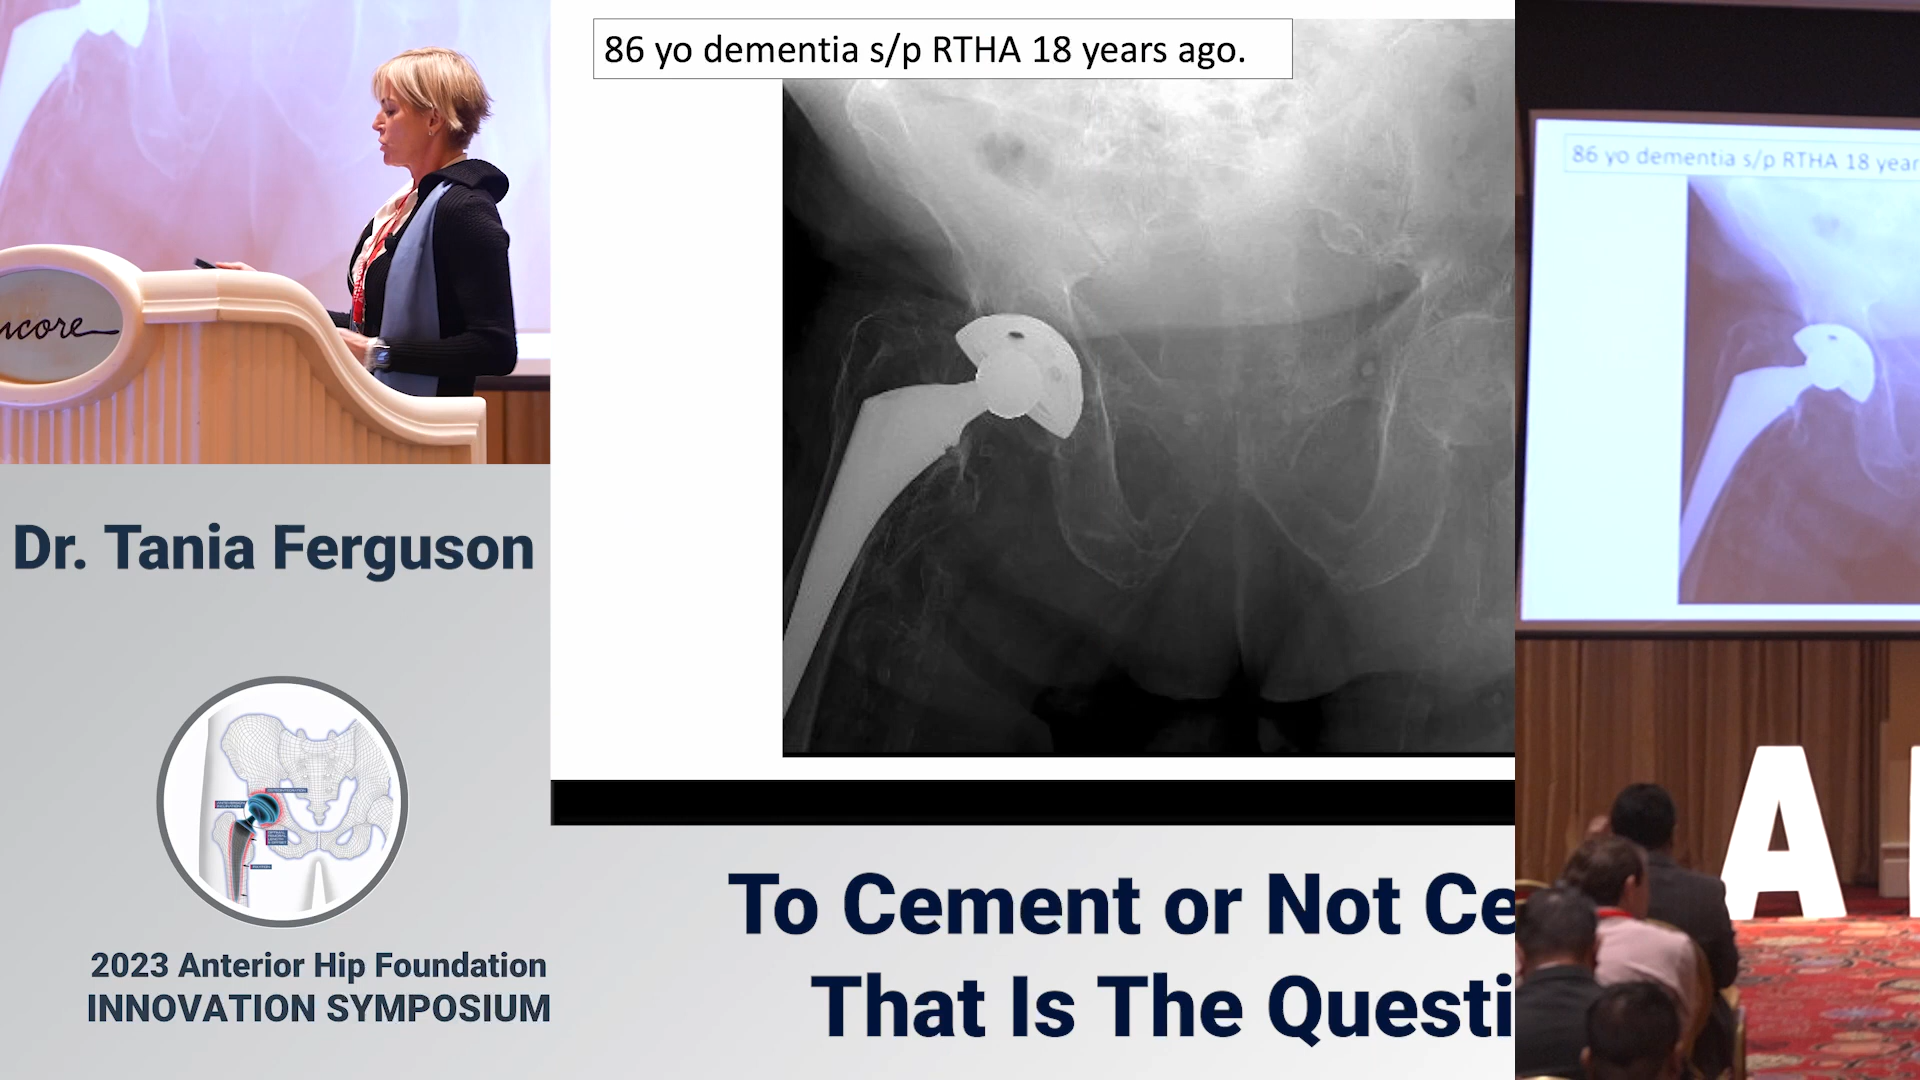 86 yo dementia s/p RTHA 18 years ago.
86 yo dementia s/p RTHA 18 year
ncore
Dr. Tania Ferguson
2023 Anterior Hip Foundation
INNOVATION SYMPOSIUM
To Cement or Not Ce
That Is The Questi
A